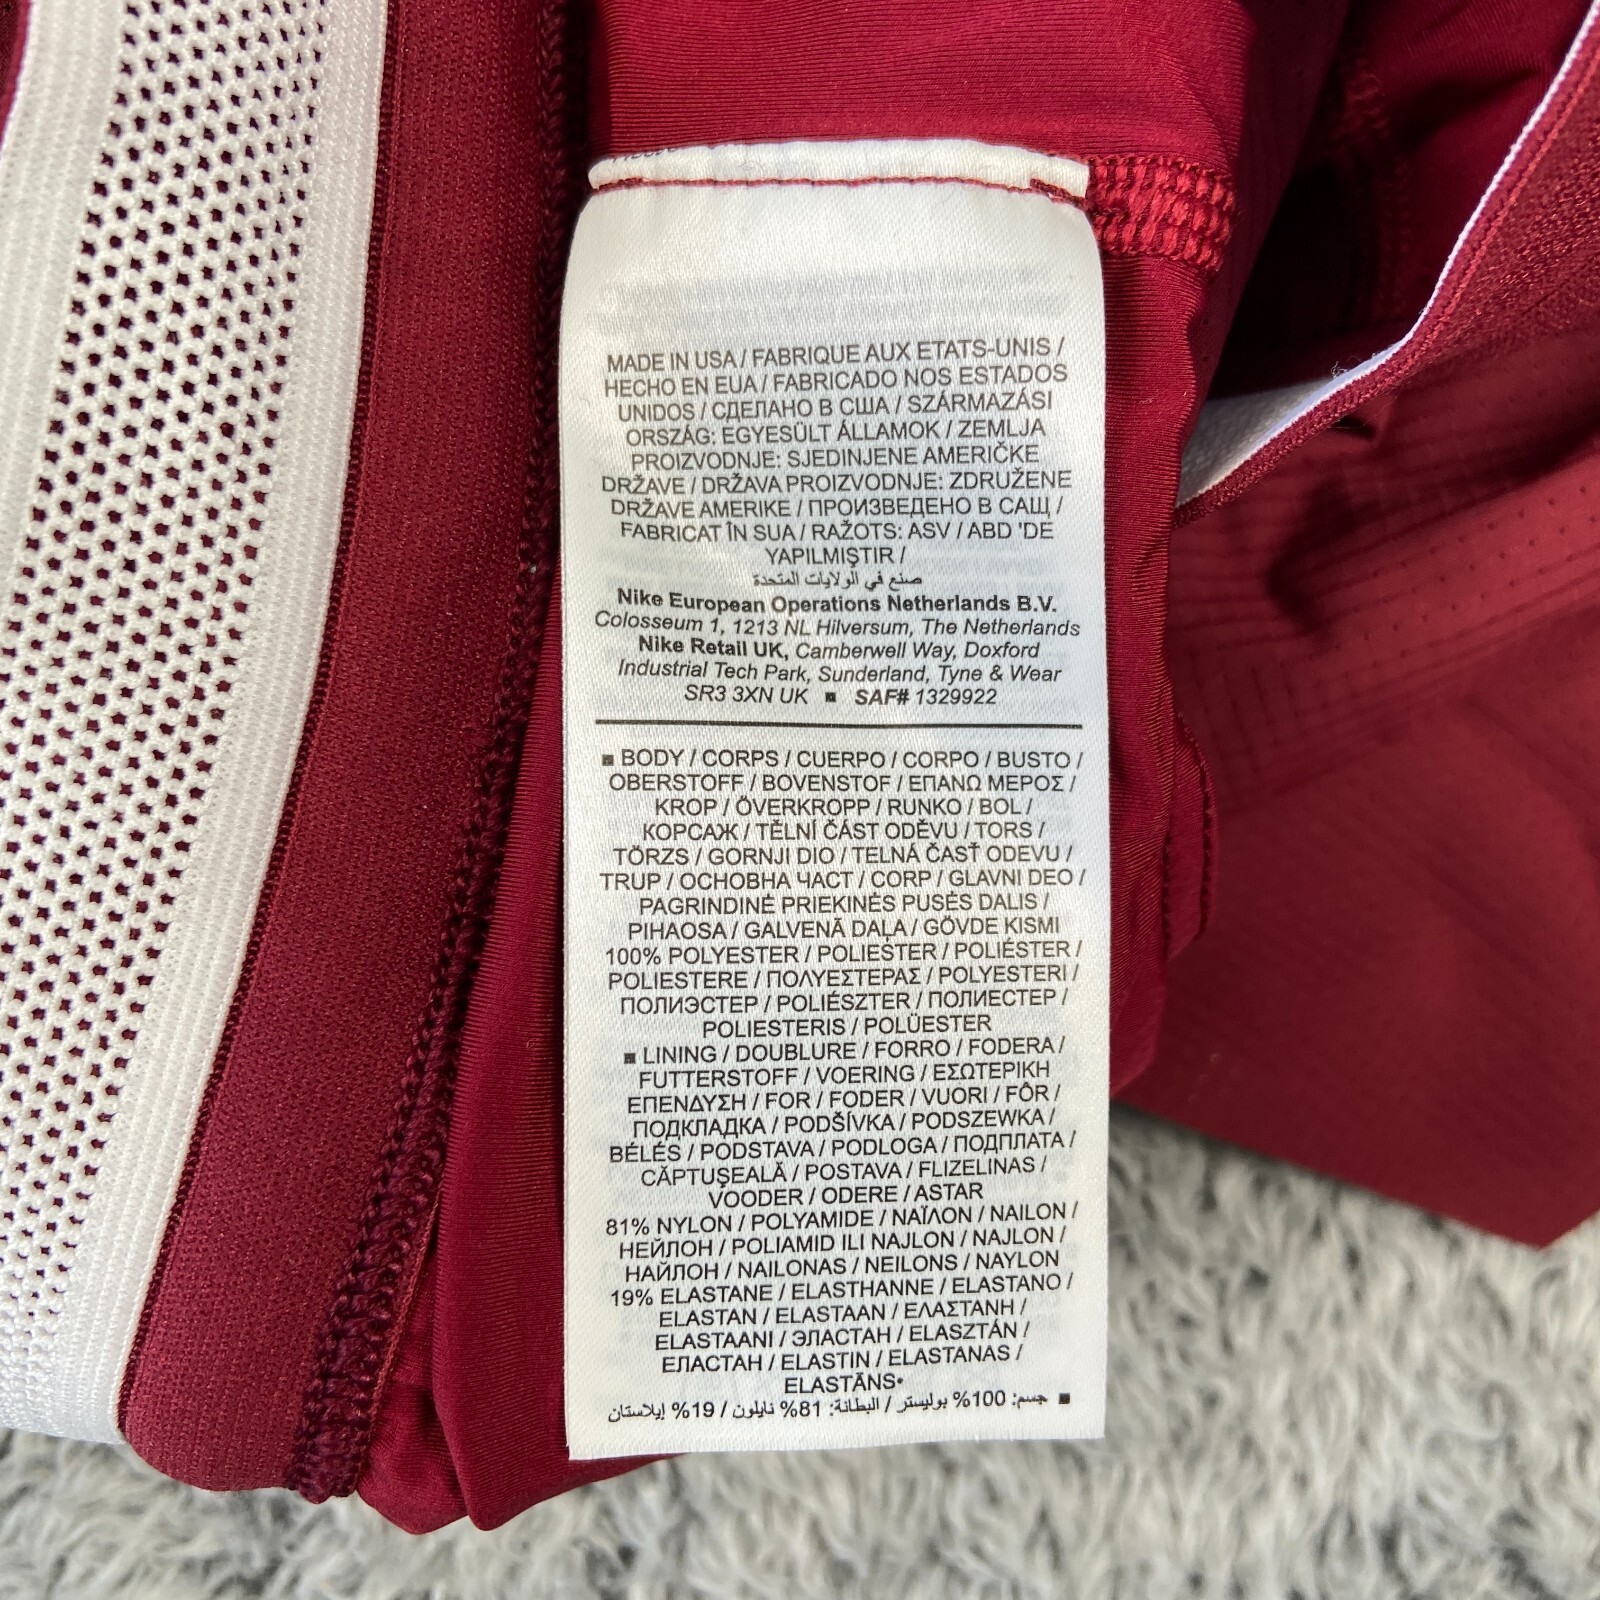 MADE IN USA / FABRIQUE AUX ETATS-UNIS /
HECHO EN EUA / FABRICADO NOS ESTADOS
UNIDOS / СДЕЛАНО В США / SZÁRMAZÁSI
ORSZÁG: EGYESÜLT ÁLLAMOK / ZEMLJA
PROIZVODNJE: SJEDINJENE AMERIČKE
DRŽAVE / DRŽAVA PROIZVODNJE: ZDRUŽENE
DRŽAVE AMERIKE / ПРОИЗВЕДЕНО В САЩ /
FABRICAT ÎN SUA / RAŽOTS: ASV / ABD 'DE
YAPILMIŞTIR /
صنع في الولايات المتحدة
Nike European Operations Netherlands B.V.
Colosseum 1, 1213 NL Hilversum, The Netherlands
Nike Retail UK, Camberwell Way, Doxford
Industrial Tech Park, Sunderland, Tyne & Wear
SR3 3XN UK ■ SAF# 1329922
■ BODY / CORPS / CUERPO / CORPO / BUSTO /
OBERSTOFF / BOVENSTOF / ΕΠΑΝΩ ΜΕΡΟΣ /
KROP / ÖVERKROPP / RUNKO / BOL /
КОРСАЖ / TĚLNÍ ČÁST ODĚVU / TORS /
TÖRZS / GORNJI DIO / TELNÁ ČASŤ ODEVU /
TRUP / ОСНОВНА ЧАСТ / CORP / GLAVNI DEO /
PAGRINDINĖ PRIEKINĖS PUSĖS DALIS /
PIHAOSA / GALVENĀ DAĻA / GÖVDE KISMI
100% POLYESTER / POLIESTER / POLIÉSTER /
POLIESTERE / ΠΟΛΥΕΣΤΕΡΑΣ / POLYESTERI /
ПОЛИЭСТЕР / POLIÉSZTER / ПОЛИЕСТЕР /
POLIESTERIS / POLÜESTER
■ LINING / DOUBLURE / FORRO / FODERA /
FUTTERSTOFF / VOERING / ΕΣΩΤΕΡΙΚΗ
ΕΠΕΝΔΥΣΗ / FOR / FODER / VUORI / FÔR /
ПОДКЛАДКА / PODŠÍVKA / PODSZEWKA /
BÉLÉS / PODSTAVA / PODLOGA / ПОДПЛАТА /
CĂPTUŞEALĂ / POSTAVA / FLIZELINAS /
VOODER / ODERE / ASTAR
81% NYLON / POLYAMIDE / ΝΑΪΛΟΝ / NAILON /
НЕЙЛОН / POLIAMID ILI NAJLON / NAJLON /
НАЙЛОН / NAILONAS / NEILONS / NAYLON
19% ELASTANE / ELASTHANNE / ELASTANO /
ELASTAN / ELASTAAN / ΕΛΑΣΤΑΝΗ /
ELASTAANI / ЭЛАСТАН / ELASZTÁN /
ЕЛАСТАН / ELASTIN / ELASTANAS /
ELASTĀNS•
■ جسم: 100% بوليستر / البطانة: 81% نايلون / 19% إيلاستان